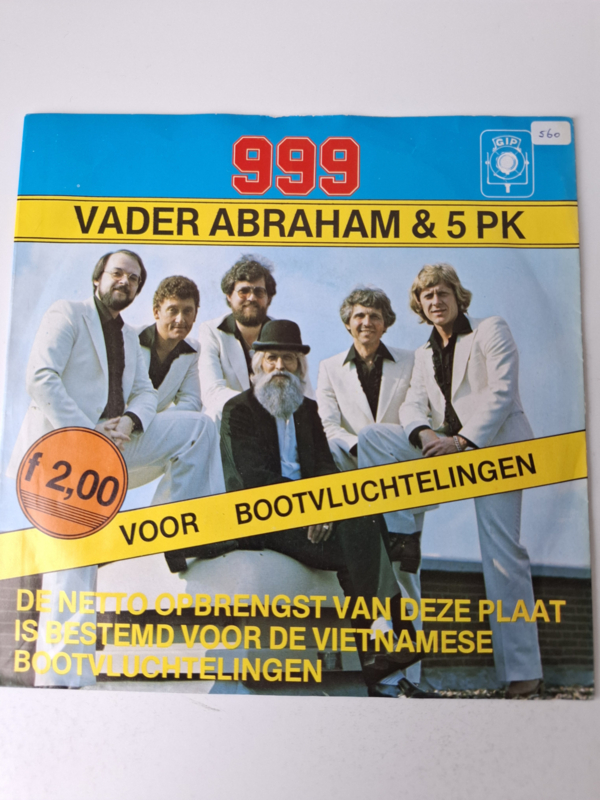 999
GIP
560
VADER ABRAHAM & 5 PK
f 2,00
VOOR BOOTVLUCHTELINGEN
DE NETTO OPBRENGST VAN DEZE PLAAT
IS BESTEMD VOOR DE VIETNAMESE
BOOTVLUCHTELINGEN